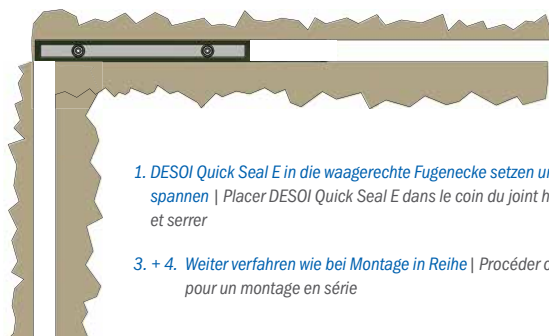 1. DESOI Quick Seal E in die waagerechte Fugenecke setzen
spannen | Placer DESOI Quick Seal E dans le coin du joint
et serrer
3. + 4. Weiter verfahren wie bei Montage in Reihe | Procéder
pour un montage en série